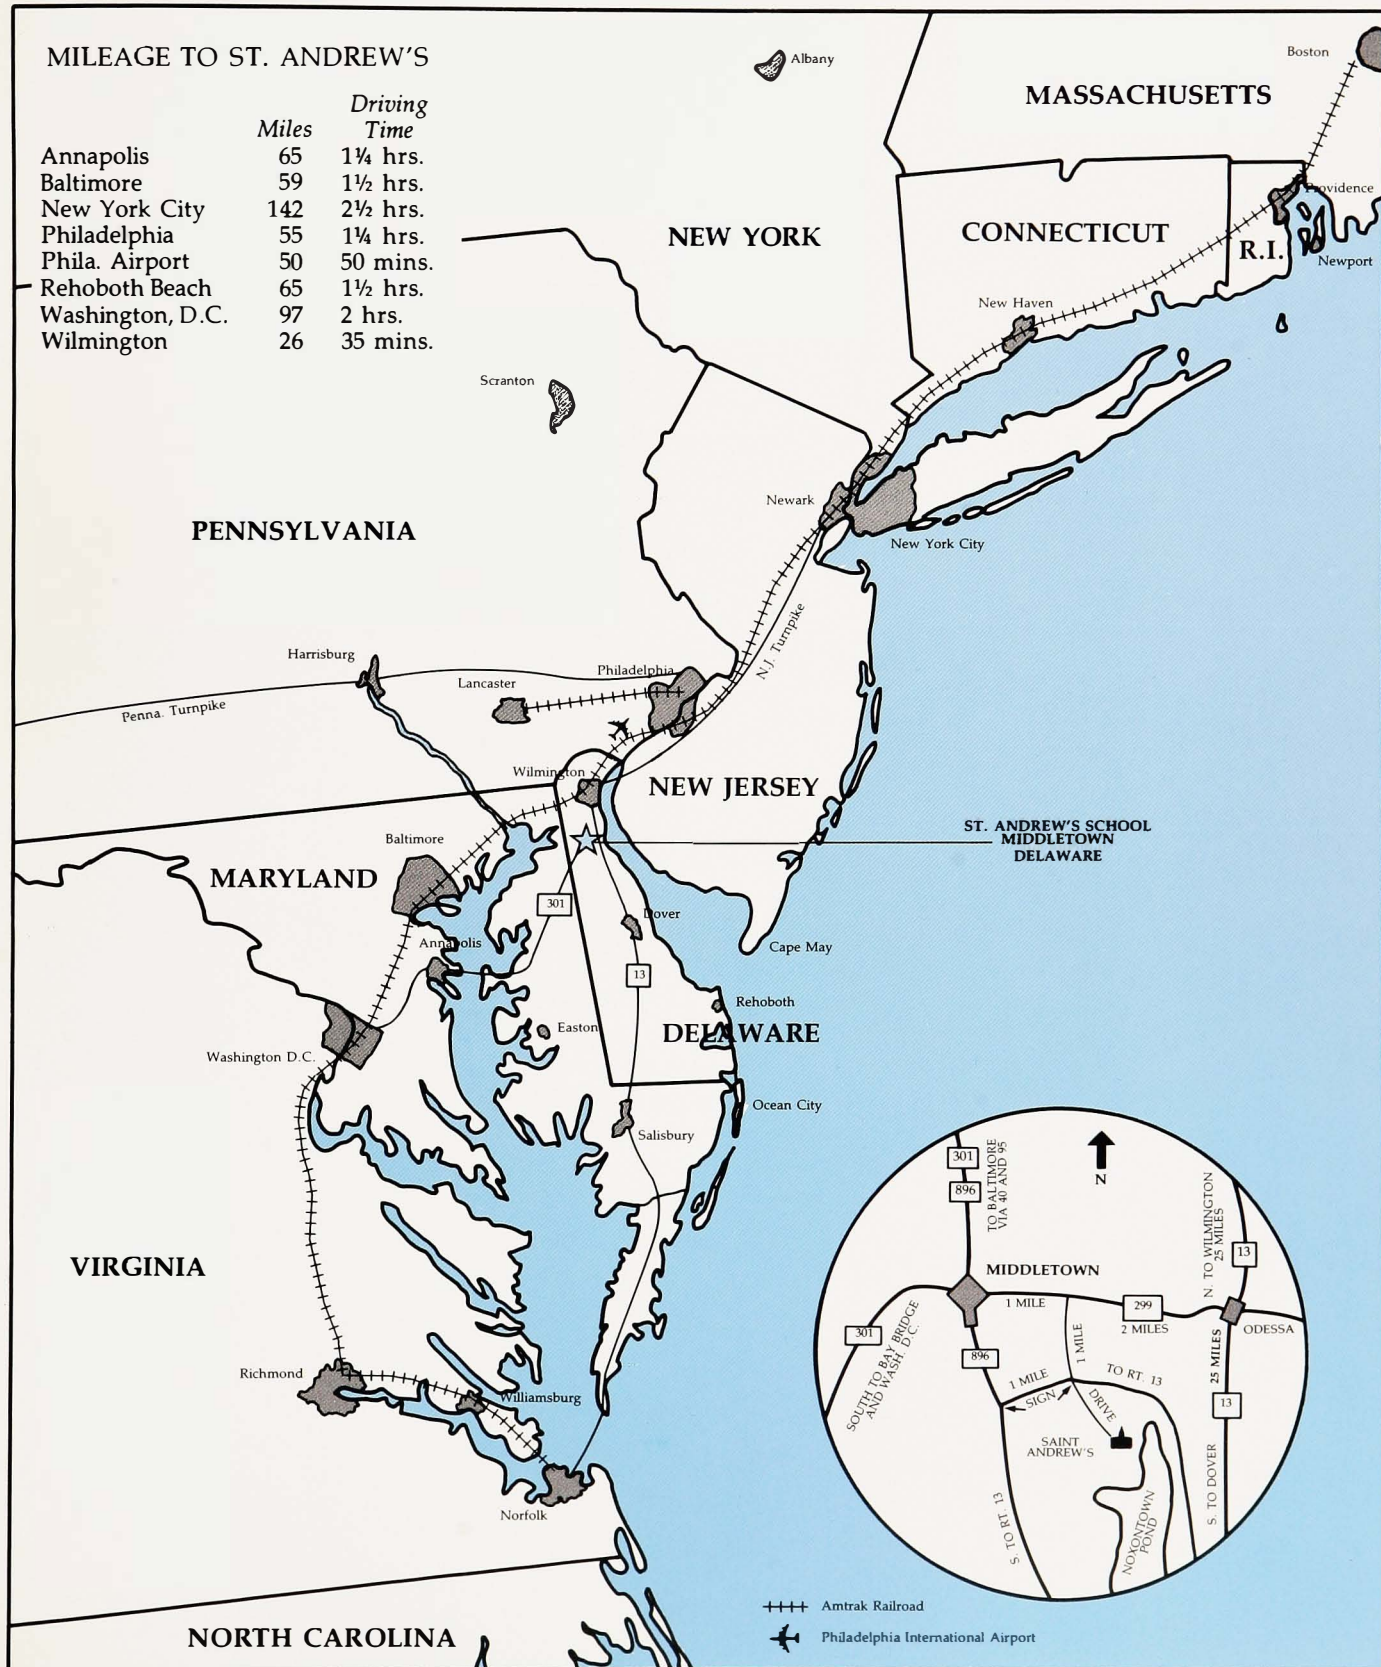 MILEAGE TO ST. ANDREW'S
Driving
Miles Time
Annapolis 65 1¼ hrs.
Baltimore 59 1½ hrs.
New York City 142 2½ hrs.
Philadelphia 55 1¼ hrs.
Phila. Airport 50 50 mins.
Rehoboth Beach 65 1½ hrs.
Washington, D.C. 97 2 hrs.
Wilmington 26 35 mins.
Albany
Boston
MASSACHUSETTS
Providence
NEW YORK
CONNECTICUT
R.I.
Newport
New Haven
Scranton
Newark
New York City
PENNSYLVANIA
N.J. Turnpike
Harrisburg
Lancaster
Philadelphia
Penna. Turnpike
Wilmington
NEW JERSEY
ST. ANDREW'S SCHOOL
MIDDLETOWN
DELAWARE
Baltimore
MARYLAND
301
Dover
Annapolis
Cape May
13
Rehoboth
Easton
DELAWARE
Washington D.C.
Ocean City
Salisbury
VIRGINIA
Richmond
Williamsburg
Norfolk
NORTH CAROLINA
301
896
TO BALTIMORE
VIA 40 AND 95
N
N. TO WILMINGTON
25 MILES
13
MIDDLETOWN
1 MILE
299
2 MILES
ODESSA
301
SOUTH TO BAY BRIDGE
AND WASH. D.C.
896
1 MILE
25 MILES
1 MILE
TO RT. 13
SIGN
DRIVE
13
SAINT
ANDREW'S
S. TO RT. 13
NOXONTOWN
POND
S. TO DOVER
Amtrak Railroad
Philadelphia International Airport